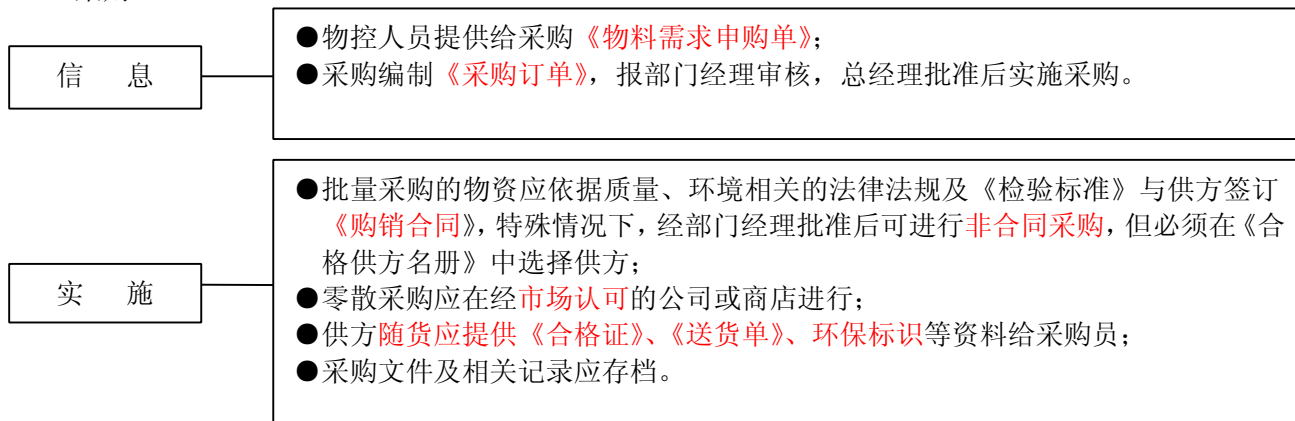 ●物控人员提供给采购《物料需求申购单》；
信 息
●采购编制《采购订单》，报部门经理审核，总经理批准后实施采购。
●批量采购的物资应依据质量、环境相关的法律法规及《检验标准》与供方签订
《购销合同》，特殊情况下，经部门经理批准后可进行非合同采购，但必须在《合
格供方名册》中选择供方；
实 施
●零散采购应在经市场认可的公司或商店进行；
●供方随货应提供《合格证》、《送货单》、环保标识等资料给采购员；
●采购文件及相关记录应存档。